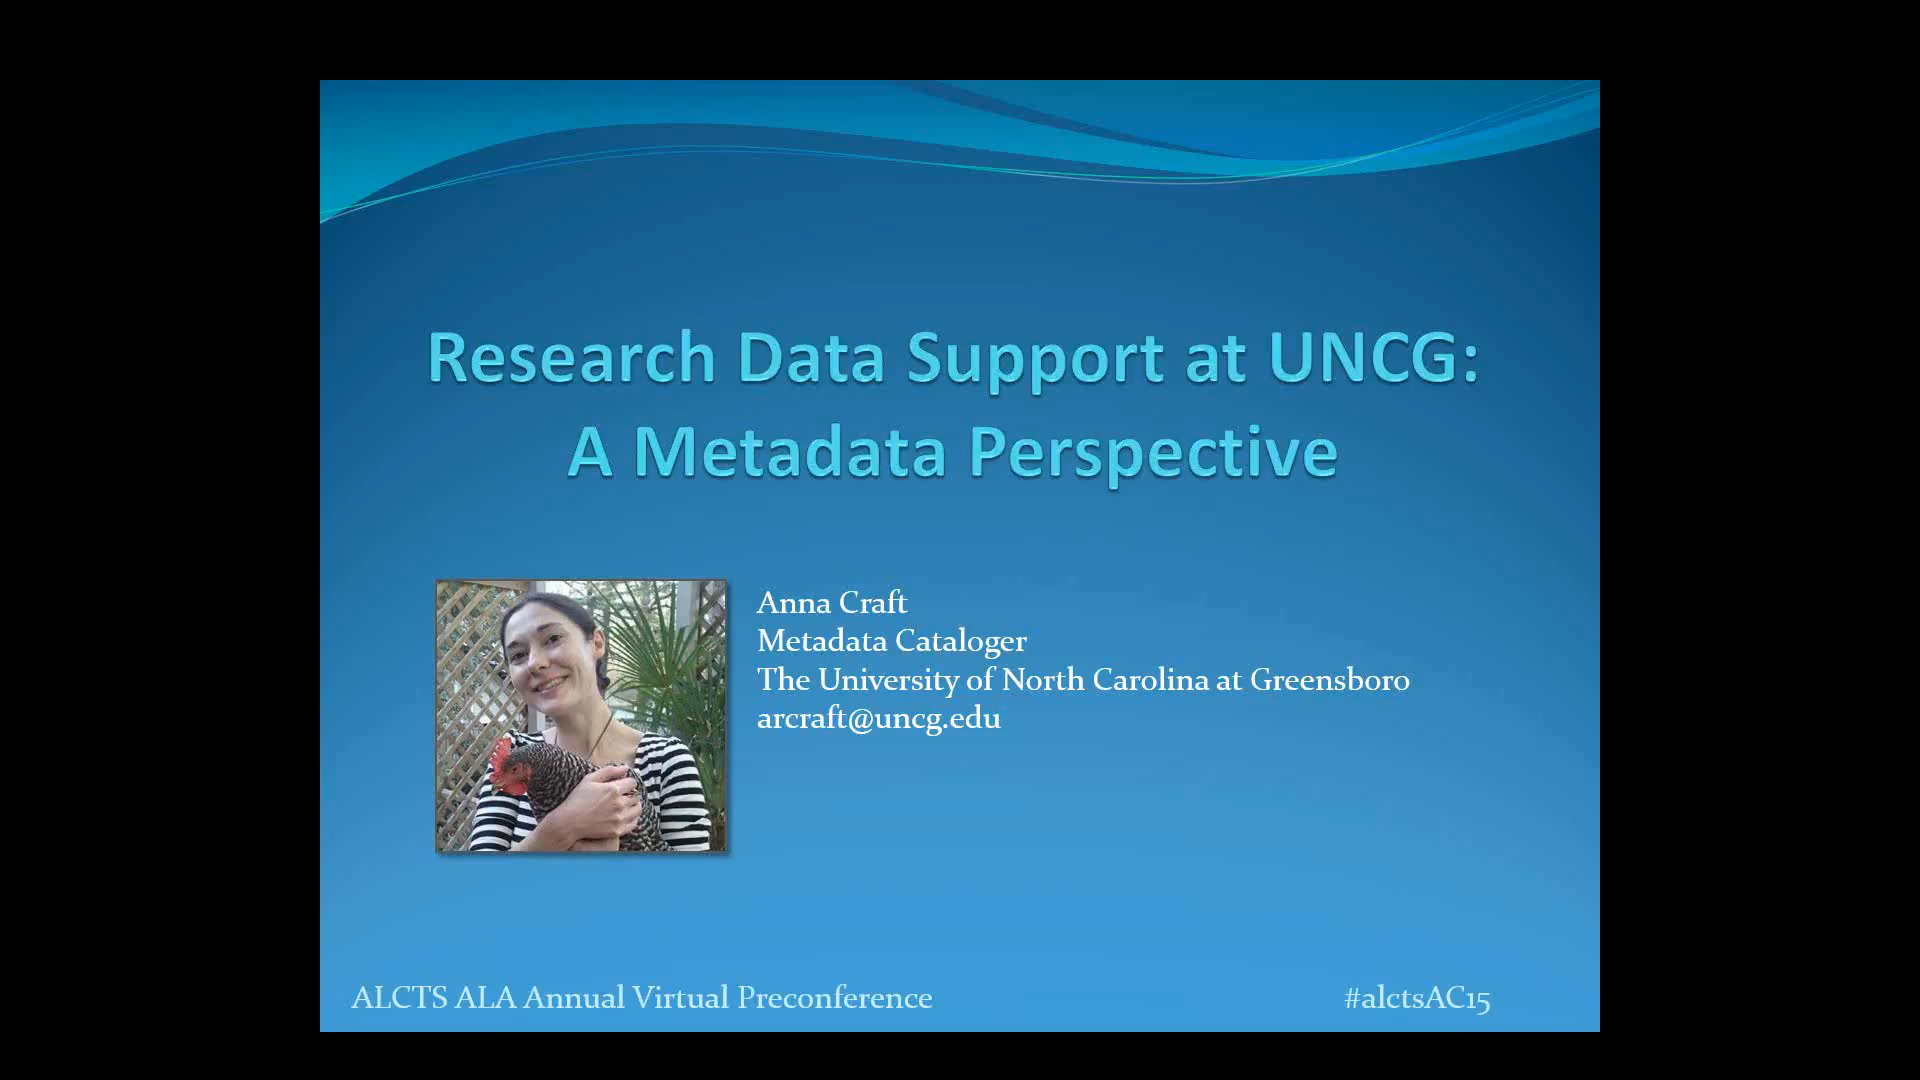 Research Data Support at UNCG:
A Metadata Perspective
Anna Craft
Metadata Cataloger
The University of North Carolina at Greensboro
arcraft@uncg.edu
ALCTS ALA Annual Virtual Preconference
#alctsAC15